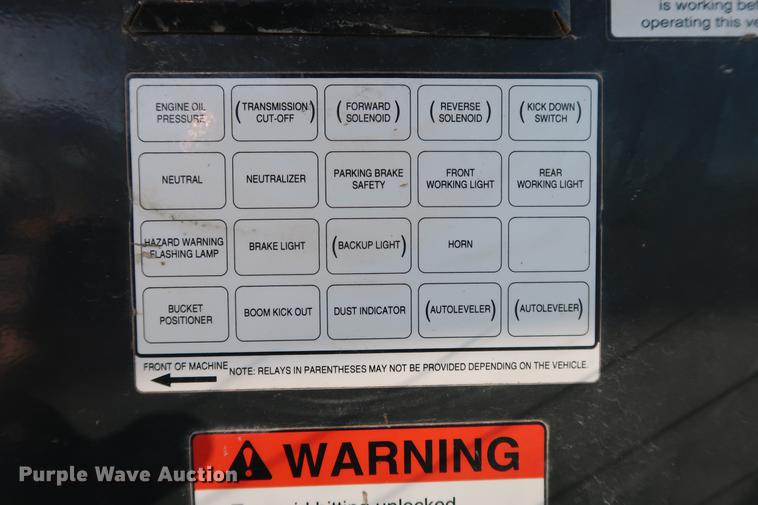 is working
operating this
ENGINE OIL
PRESSURE
(TRANSMISSION
CUT-OFF)
(FORWARD
SOLENOID)
(REVERSE
SOLENOID)
(KICK DOWN
SWITCH)
NEUTRAL
NEUTRALIZER
PARKING BRAKE
SAFETY
FRONT
WORKING LIGHT
REAR
WORKING LIGHT
HAZARD WARNING
FLASHING LAMP
BRAKE LIGHT
(BACKUP LIGHT)
HORN
BUCKET
POSITIONER
BOOM KICK OUT
DUST INDICATOR
(AUTOLEVELER)
(AUTOLEVELER)
FRONT OF MACHINE
NOTE: RELAYS IN PARENTHESES MAY NOT BE PROVIDED DEPENDING ON THE VEHICLE.
WARNING
Purple Wave Auction